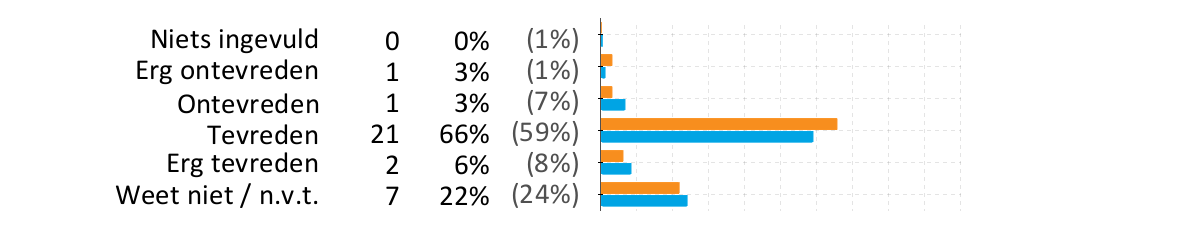 Niets ingevuld 0 0% (1%)
Erg ontevreden 1 3% (1%)
Ontevreden 1 3% (7%)
Tevreden 21 66% (59%)
Erg tevreden 2 6% (8%)
Weet niet / n.v.t. 7 22% (24%)